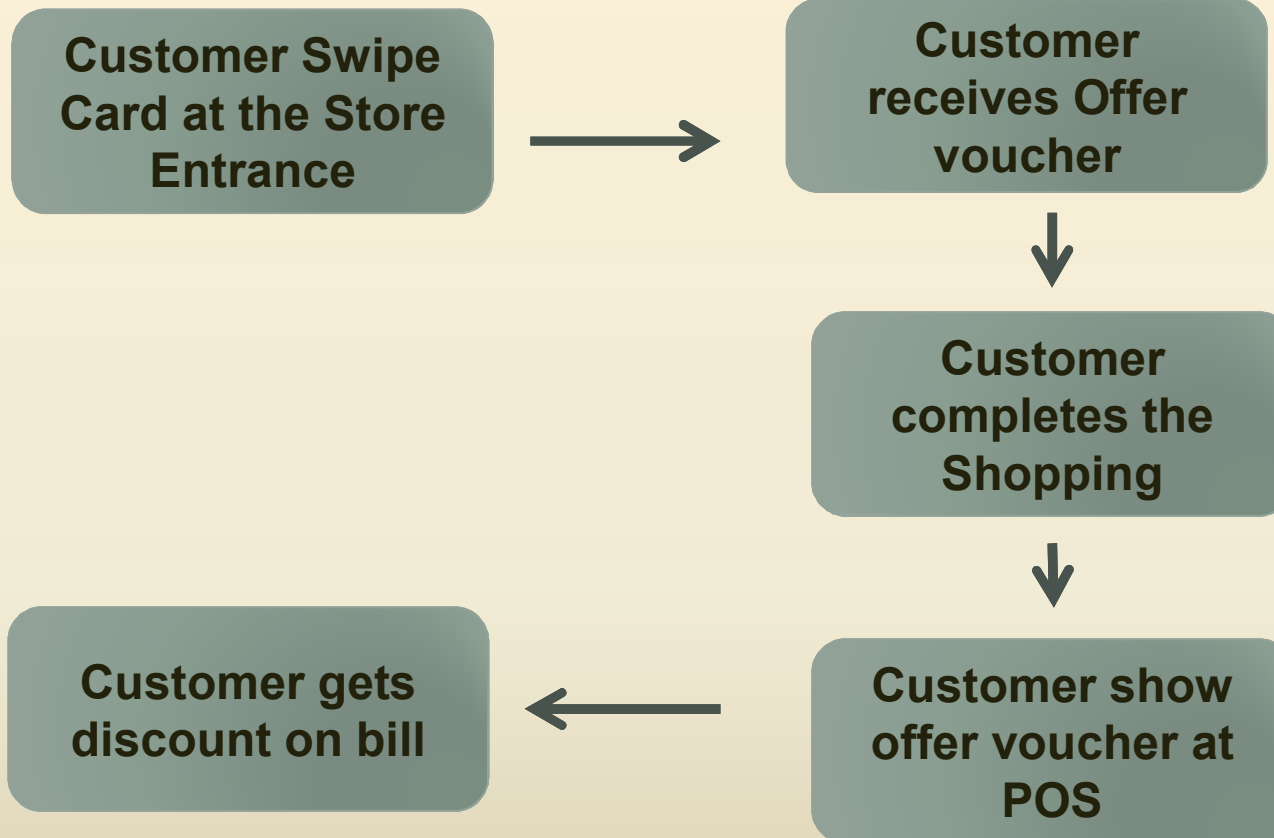 Customer Swipe
Card at the Store
Entrance
Customer
receives Offer
voucher
Customer
completes the
Shopping
Customer show
offer voucher at
POS
Customer gets
discount on bill